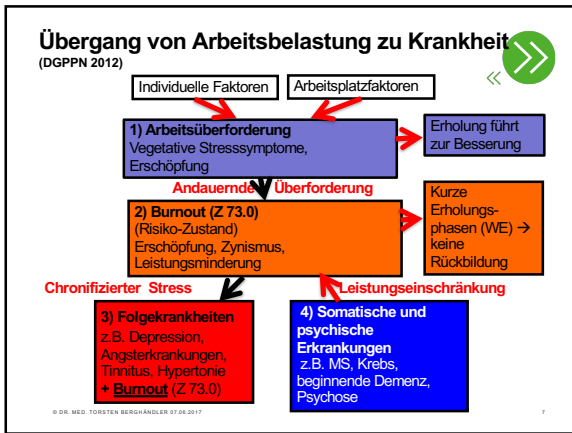 Übergang von Arbeitsbelastung zu Krankheit
(DGPPN 2012)
Individuelle Faktoren
Arbeitsplatzfaktoren
1) Arbeitsüberforderung
Vegetative Stresssymptome,
Erschöpfung
Erholung führt
zur Besserung
Andauernde Überforderung
2) Burnout (Z 73.0)
(Risiko-Zustand)
Erschöpfung, Zynismus,
Leistungsminderung
Kurze
Erholungs-
phasen (WE) →
keine
Rückbildung
Chronifizierter Stress
Leistungseinschränkung
3) Folgekrankheiten
z.B. Depression,
Angsterkrankungen,
Tinnitus, Hypertonie
+ Burnout (Z 73.0)
4) Somatische und
psychische
Erkrankungen
z.B. MS, Krebs,
beginnende Demenz,
Psychose
© DR. MED. TORSTEN BERGHÄNDLER 07.06.2017
7